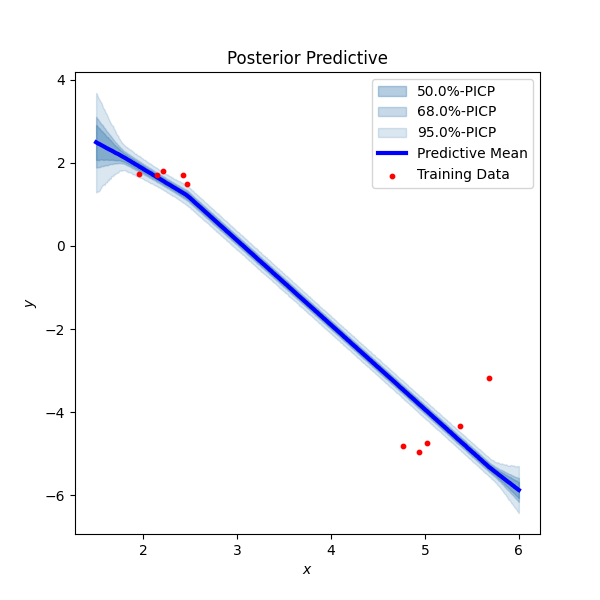 Posterior Predictive
4
2
0
−2
−4
−6
y
50.0%-PICP
68.0%-PICP
95.0%-PICP
Predictive Mean
Training Data
2 3 4 5 6
x